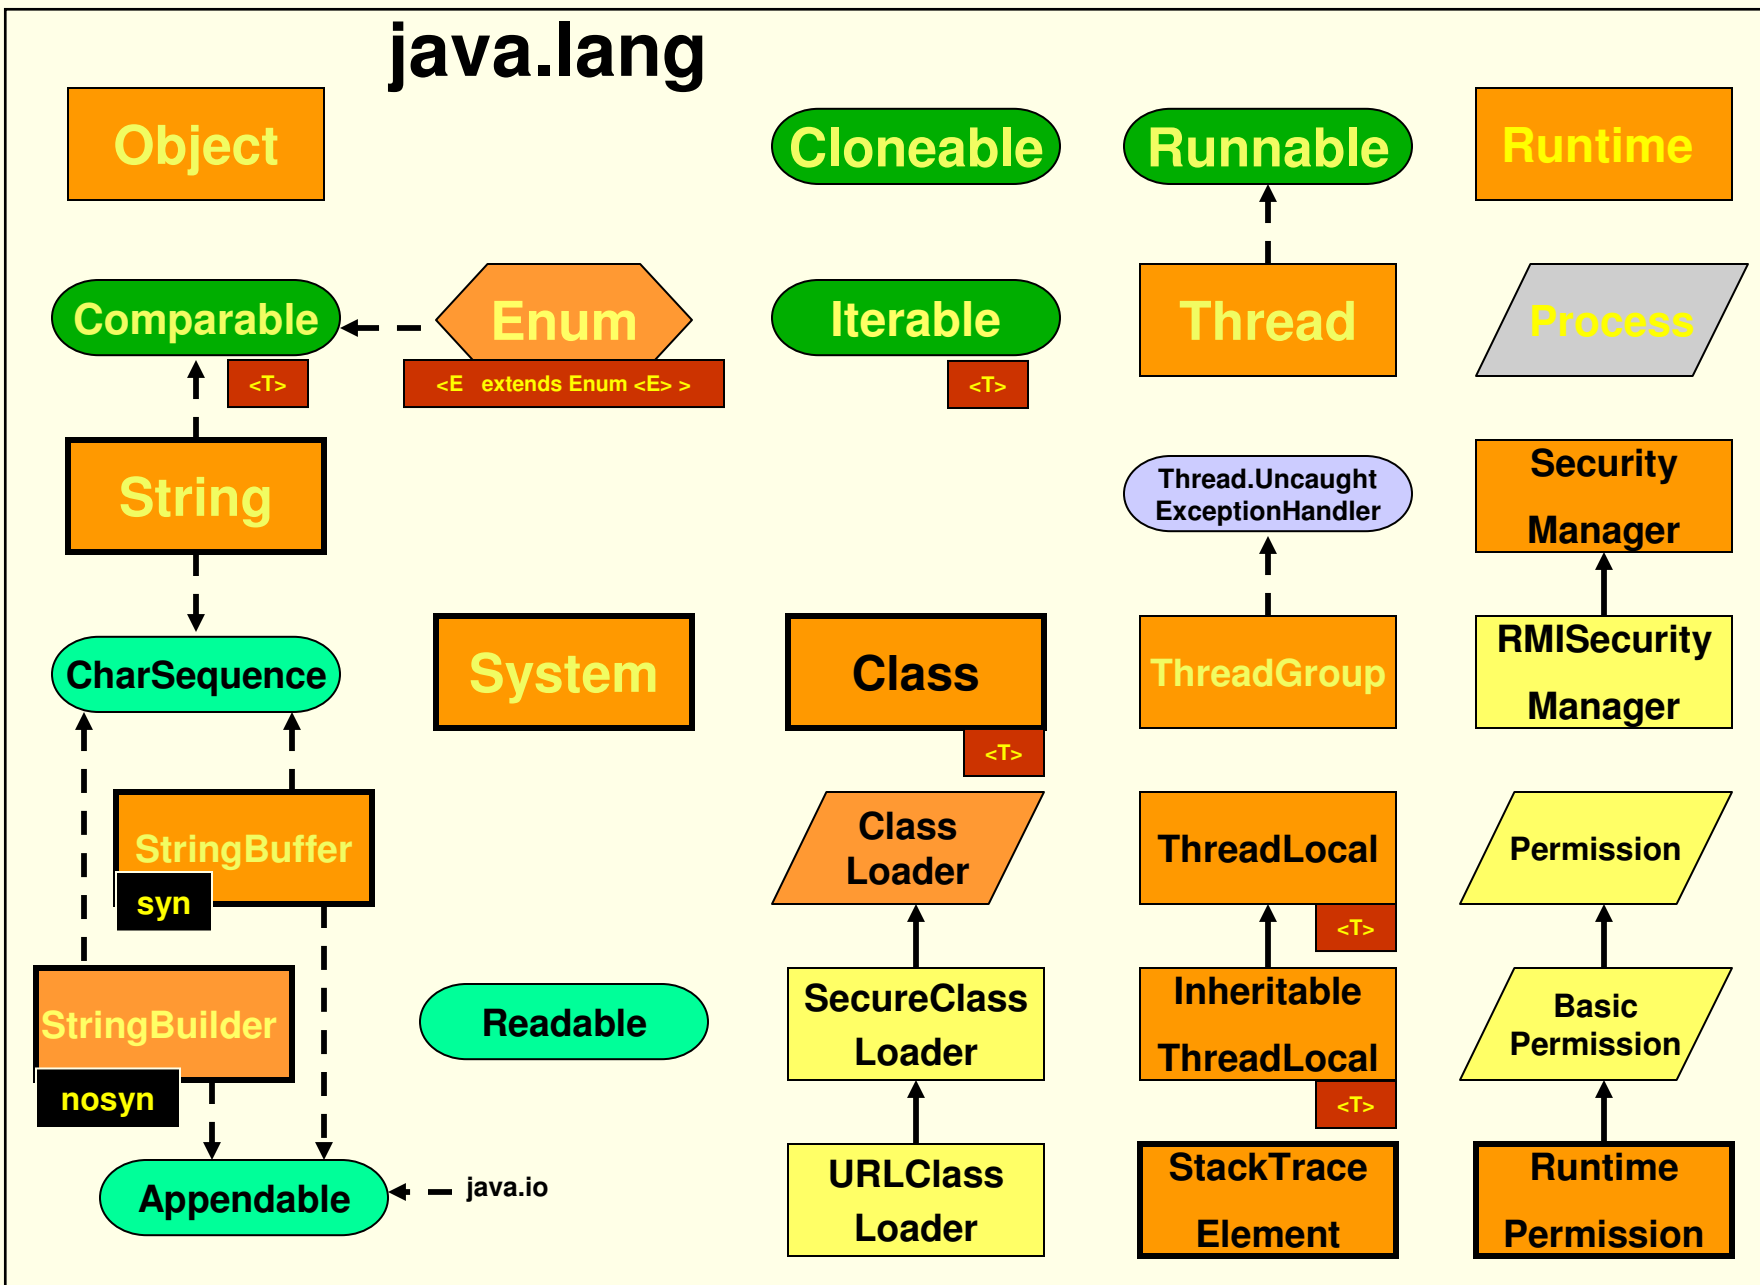 java.lang
Object
Cloneable
Runnable
Runtime
Comparable
<T>
Enum
<E   extends Enum <E> >
Iterable
<T>
Thread
Process
String
Thread.Uncaught
ExceptionHandler
Security
Manager
CharSequence
System
Class
<T>
ThreadGroup
RMISecurity
Manager
StringBuffer
syn
Class
Loader
ThreadLocal
<T>
Permission
StringBuilder
nosyn
Readable
SecureClass
Loader
Inheritable
ThreadLocal
<T>
Basic
Permission
Appendable
java.io
URLClass
Loader
StackTrace
Element
Runtime
Permission